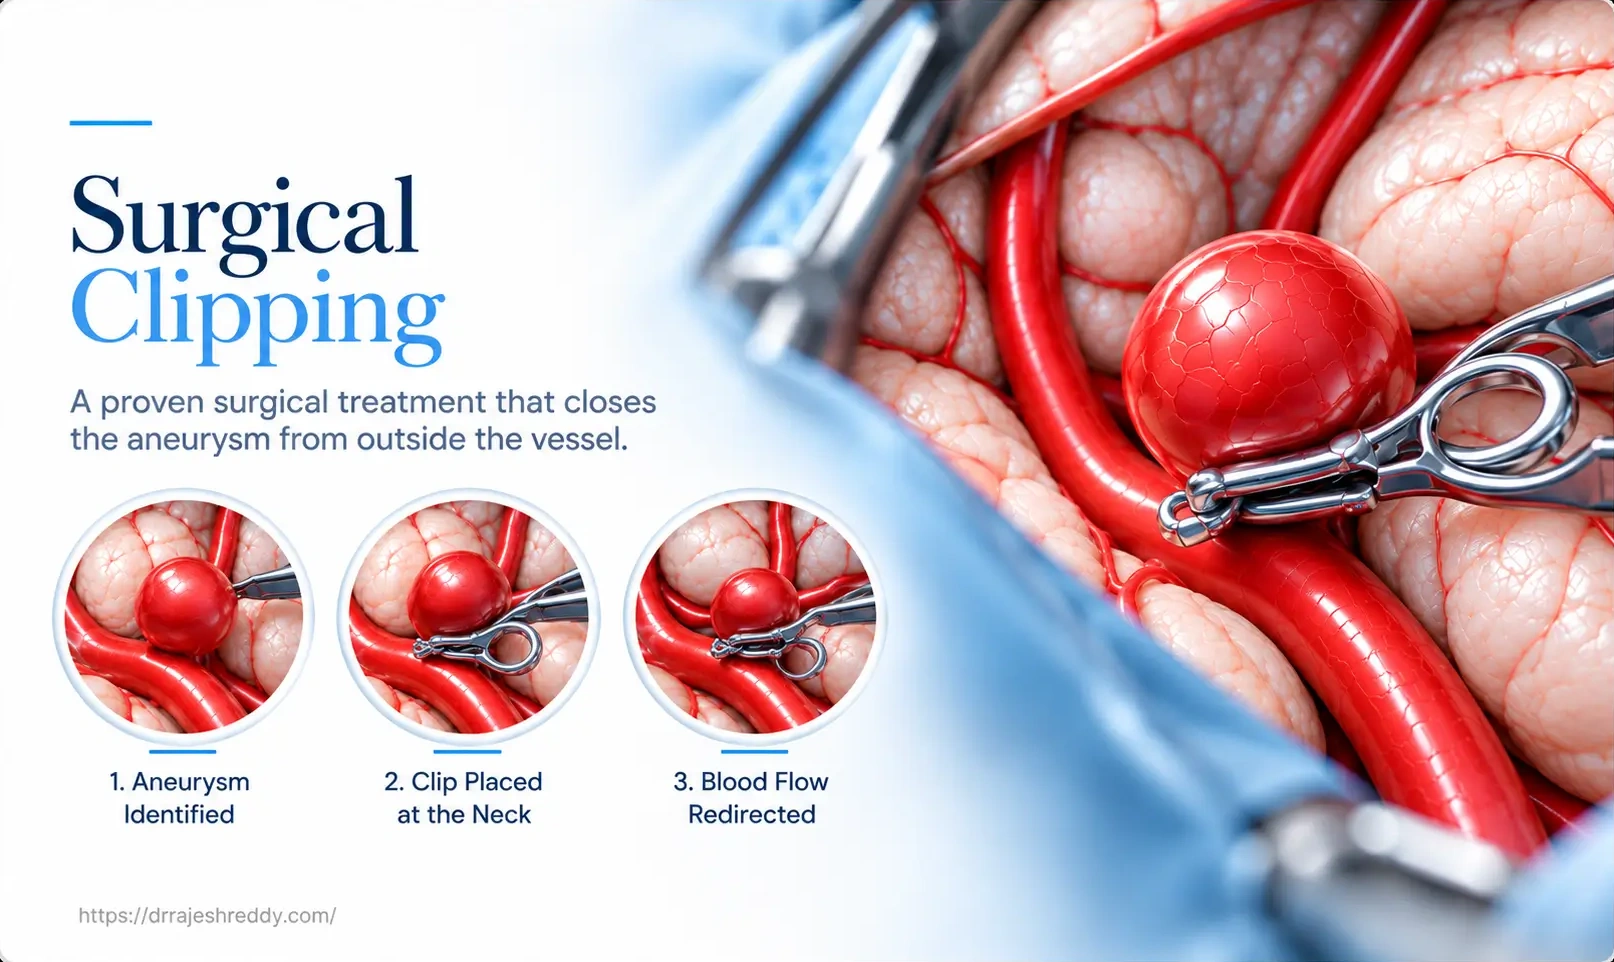 Surgical
Clipping
A proven surgical treatment that closes
the aneurysm from outside the vessel.
1. Aneurysm
Identified
2. Clip Placed
at the Neck
3. Blood Flow
Redirected
https://drrajeshreddy.com/